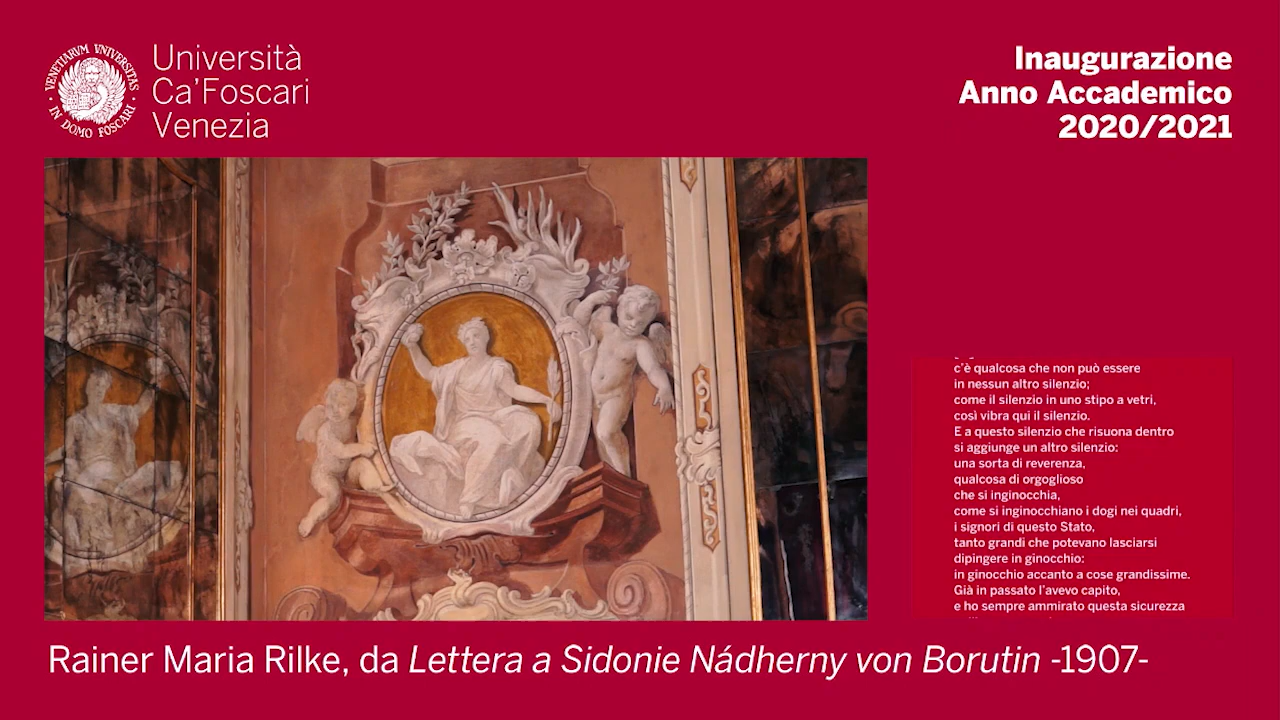 VENETIARVM VNIVERSITAS
IN DOMO FOSCARI
Università
Ca'Foscari
Venezia
Inaugurazione
Anno Accademico
2020/2021
c'è qualcosa che non può essere
in nessun altro silenzio;
come il silenzio in uno stipo a vetri,
così vibra qui il silenzio.
E a questo silenzio che risuona dentro
si aggiunge un altro silenzio:
una sorta di reverenza,
qualcosa di orgoglioso
che si inginocchia,
come si inginocchiano i dogi nei quadri,
i signori di questo Stato,
tanto grandi che potevano lasciarsi
dipingere in ginocchio:
in ginocchio accanto a cose grandissime.
Già in passato l'avevo capito,
e ho sempre ammirato questa sicurezza
Rainer Maria Rilke, da Lettera a Sidonie Nádherny von Borutin -1907-